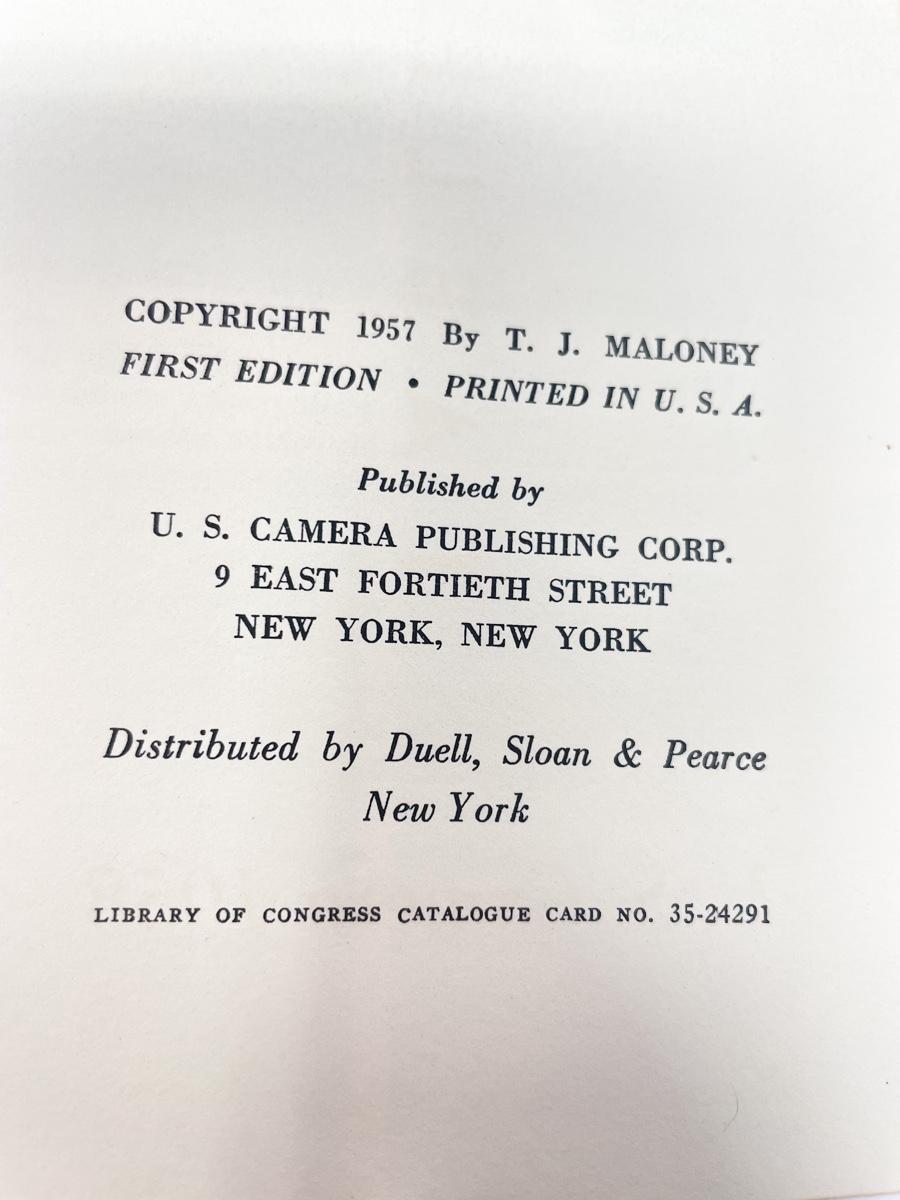 COPYRIGHT 1957 By T. J. MALONEY
FIRST EDITION • PRINTED IN U. S. A.
Published by
U. S. CAMERA PUBLISHING CORP.
9 EAST FORTIETH STREET
NEW YORK, NEW YORK
Distributed by Duell, Sloan & Pearce
New York
LIBRARY OF CONGRESS CATALOGUE CARD NO. 35-24291